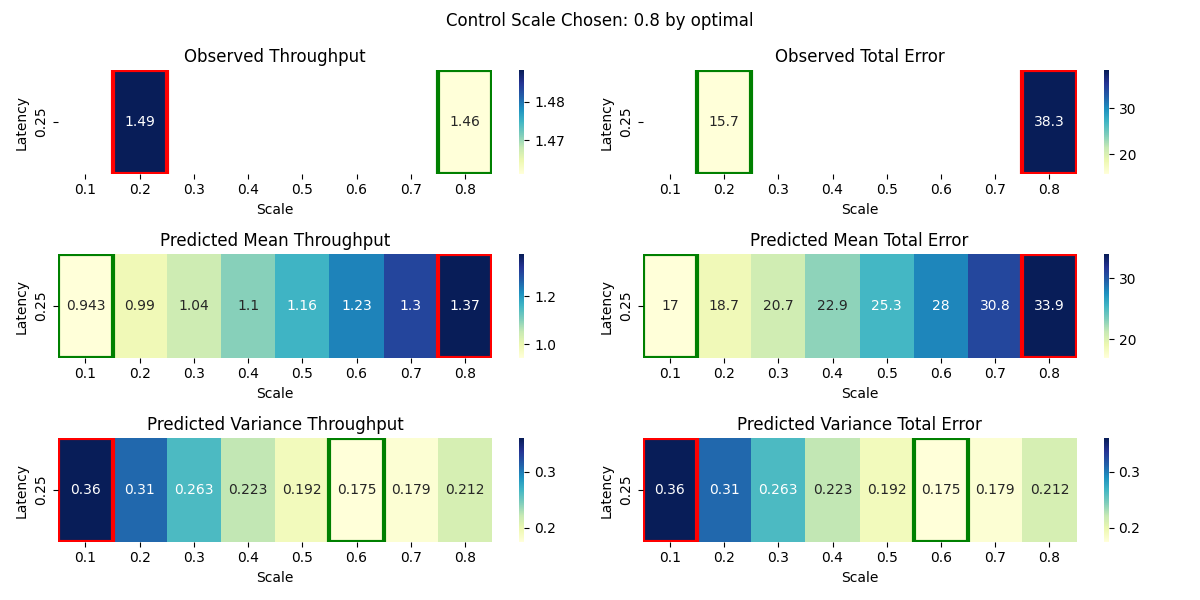 Control Scale Chosen: 0.8 by optimal
Observed Throughput
Latency
0.25
1.49
1.46
0.1 0.2 0.3 0.4 0.5 0.6 0.7 0.8
Scale
1.48
1.47
Observed Total Error
Latency
0.25
15.7
38.3
0.1 0.2 0.3 0.4 0.5 0.6 0.7 0.8
Scale
30
20
Predicted Mean Throughput
Latency
0.25
0.943 0.99 1.04 1.1 1.16 1.23 1.3 1.37
0.1 0.2 0.3 0.4 0.5 0.6 0.7 0.8
Scale
1.2
1.0
Predicted Mean Total Error
Latency
0.25
17 18.7 20.7 22.9 25.3 28 30.8 33.9
0.1 0.2 0.3 0.4 0.5 0.6 0.7 0.8
Scale
30
20
Predicted Variance Throughput
Latency
0.25
0.36 0.31 0.263 0.223 0.192 0.175 0.179 0.212
0.1 0.2 0.3 0.4 0.5 0.6 0.7 0.8
Scale
0.3
0.2
Predicted Variance Total Error
Latency
0.25
0.36 0.31 0.263 0.223 0.192 0.175 0.179 0.212
0.1 0.2 0.3 0.4 0.5 0.6 0.7 0.8
Scale
0.3
0.2